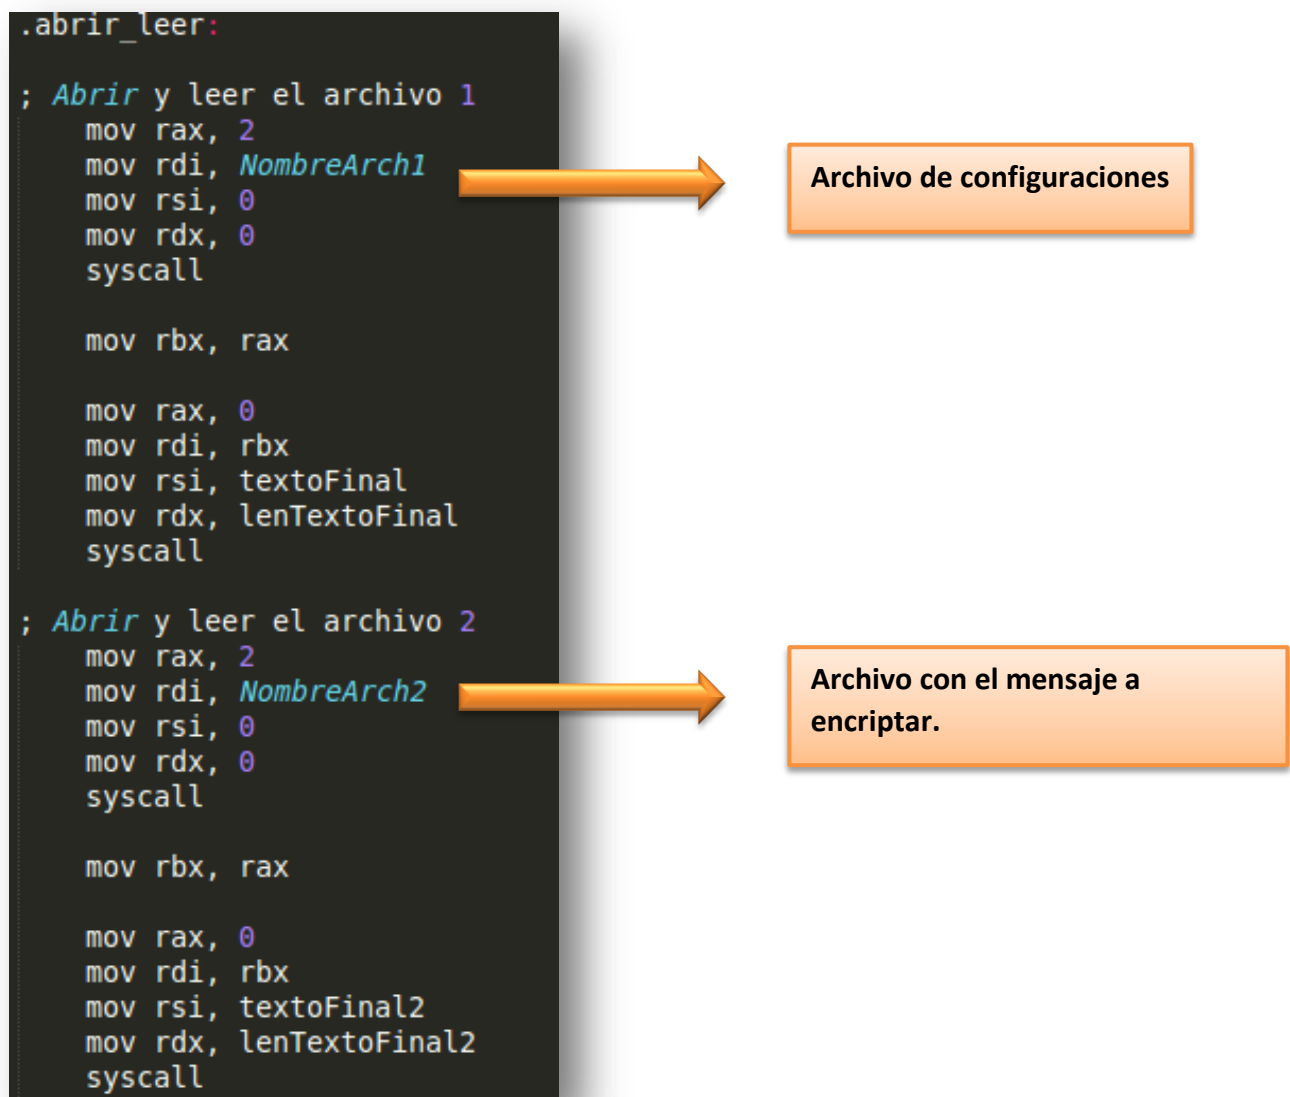 .abrir_leer:
; Abrir y leer el archivo 1
mov rax, 2
mov rdi, NombreArch1
mov rsi, 0
mov rdx, 0
syscall
mov rbx, rax
mov rax, 0
mov rdi, rbx
mov rsi, textoFinal
mov rdx, lenTextoFinal
syscall
; Abrir y leer el archivo 2
mov rax, 2
mov rdi, NombreArch2
mov rsi, 0
mov rdx, 0
syscall
mov rbx, rax
mov rax, 0
mov rdi, rbx
mov rsi, textoFinal2
mov rdx, lenTextoFinal2
syscall
Archivo de configuraciones
Archivo con el mensaje a
encriptar.